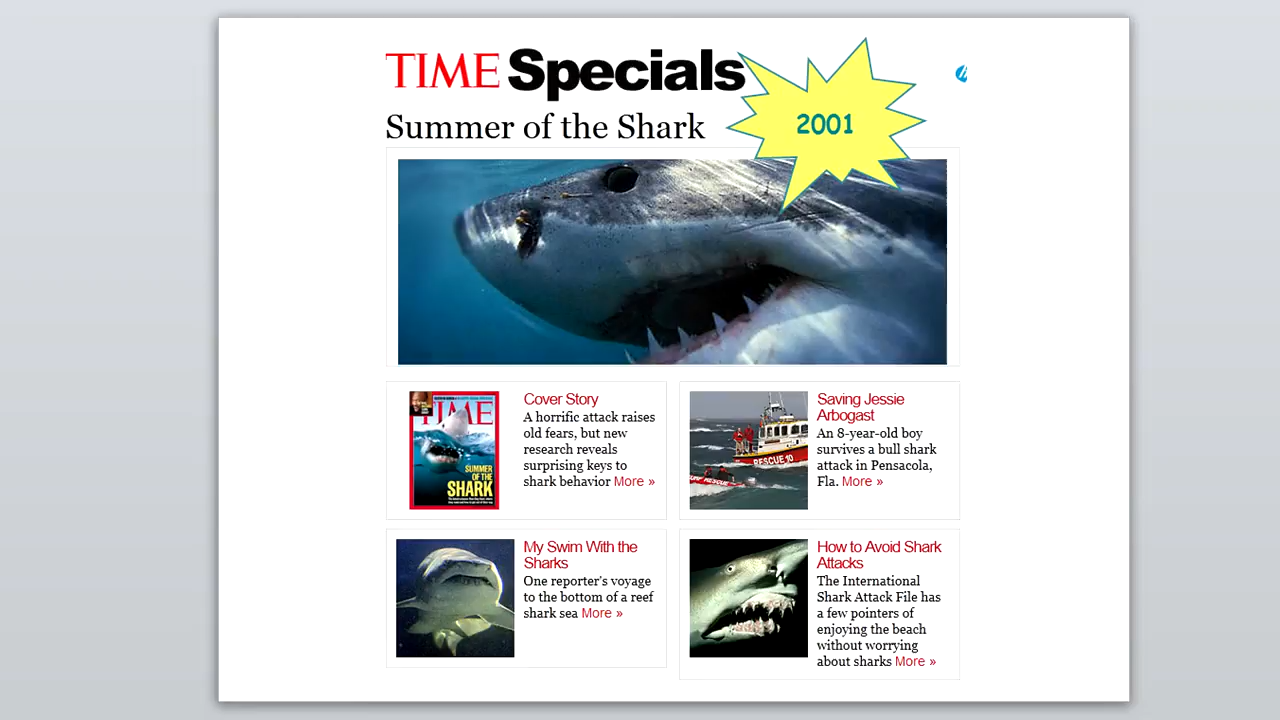 TIME Specials
2001
Summer of the Shark
TIME
SUMMER
OF THE
SHARK
Cover Story
A horrific attack raises
old fears, but new
research reveals
surprising keys to
shark behavior More »
RESCUE 10
Saving Jessie
Arbogast
An 8-year-old boy
survives a bull shark
attack in Pensacola,
Fla. More »
My Swim With the
Sharks
One reporter's voyage
to the bottom of a reef
shark sea More »
How to Avoid Shark
Attacks
The International
Shark Attack File has
a few pointers of
enjoying the beach
without worrying
about sharks More »